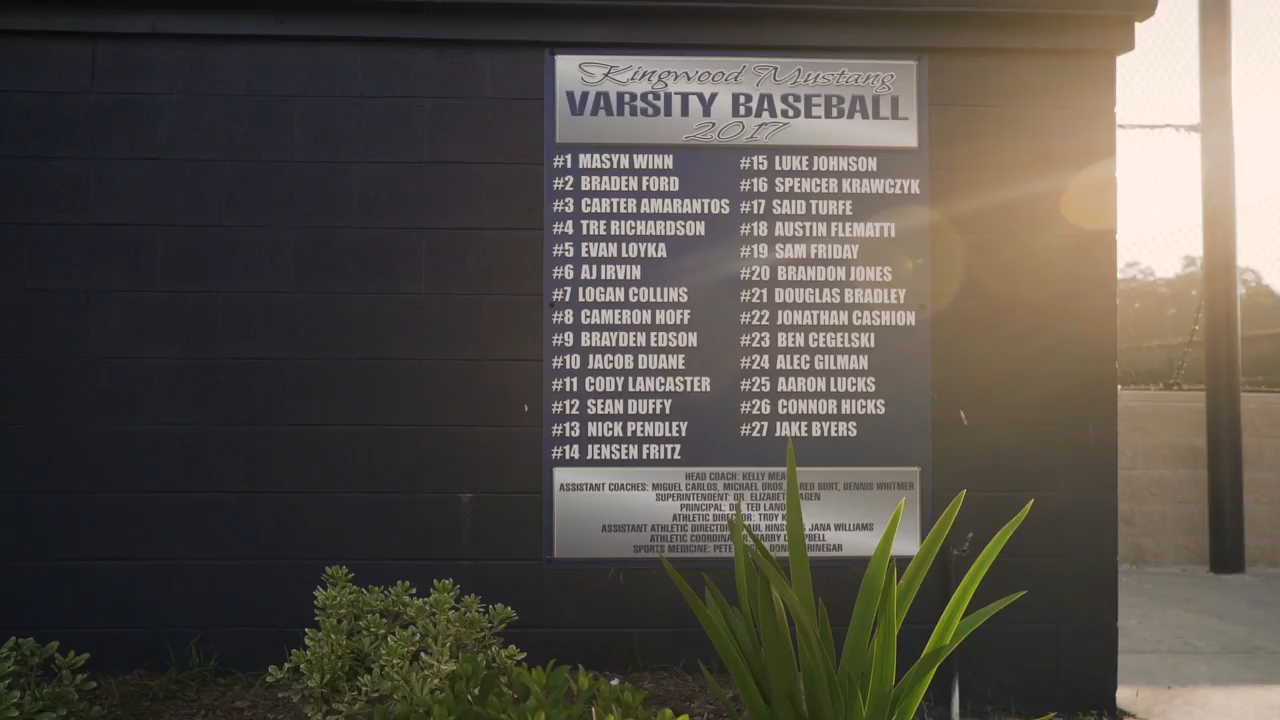 Kingwood Mustang
VARSITY BASEBALL
2017
#1 MASYN WINN
#2 BRADEN FORD
#3 CARTER AMARANTOS
#4 TRE RICHARDSON
#5 EVAN LOYKA
#6 AJ IRVIN
#7 LOGAN COLLINS
#8 CAMERON HOFF
#9 BRAYDEN EDSON
#10 JACOB DUANE
#11 CODY LANCASTER
#12 SEAN DUFFY
#13 NICK PENDLEY
#14 JENSEN FRITZ
#15 LUKE JOHNSON
#16 SPENCER KRAWCZYK
#17 SAID TURFE
#18 AUSTIN FLEMATTI
#19 SAM FRIDAY
#20 BRANDON JONES
#21 DOUGLAS BRADLEY
#22 JONATHAN CASHION
#23 BEN CEGELSKI
#24 ALEC GILMAN
#25 AARON LUCKS
#26 CONNOR HICKS
#27 JAKE BYERS
HEAD COACH: KELLY
ASSISTANT COACHES: MIGUEL CARLOS, MICHAEL OROS, BURT, DENNIS WHITMER
SUPERINTENDENT: DR.
PRINCIPAL: DR. TED
ATHLETIC DIRECTOR: TROY
ASSISTANT ATHLETIC & JANA WILLIAMS
ATHLETIC
SPORTS MEDICINE: PETE